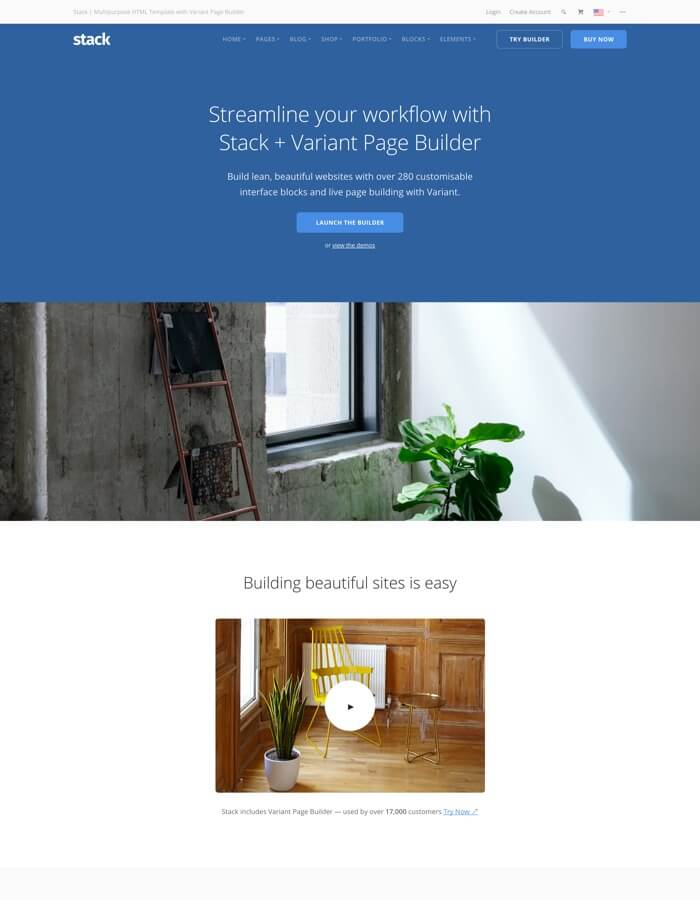 Stack | Multipurpose HTML Template with Variant Page Builder
Login Create Account
stack
HOME PAGES BLOG SHOP PORTFOLIO BLOCKS ELEMENTS TRY BUILDER BUY NOW
Streamline your workflow with
Stack + Variant Page Builder
Build lean, beautiful websites with over 280 customisable
interface blocks and live page building with Variant.
LAUNCH THE BUILDER
or view the demos
Building beautiful sites is easy
Stack includes Variant Page Builder — used by over 17,000 customers Try Now ↗